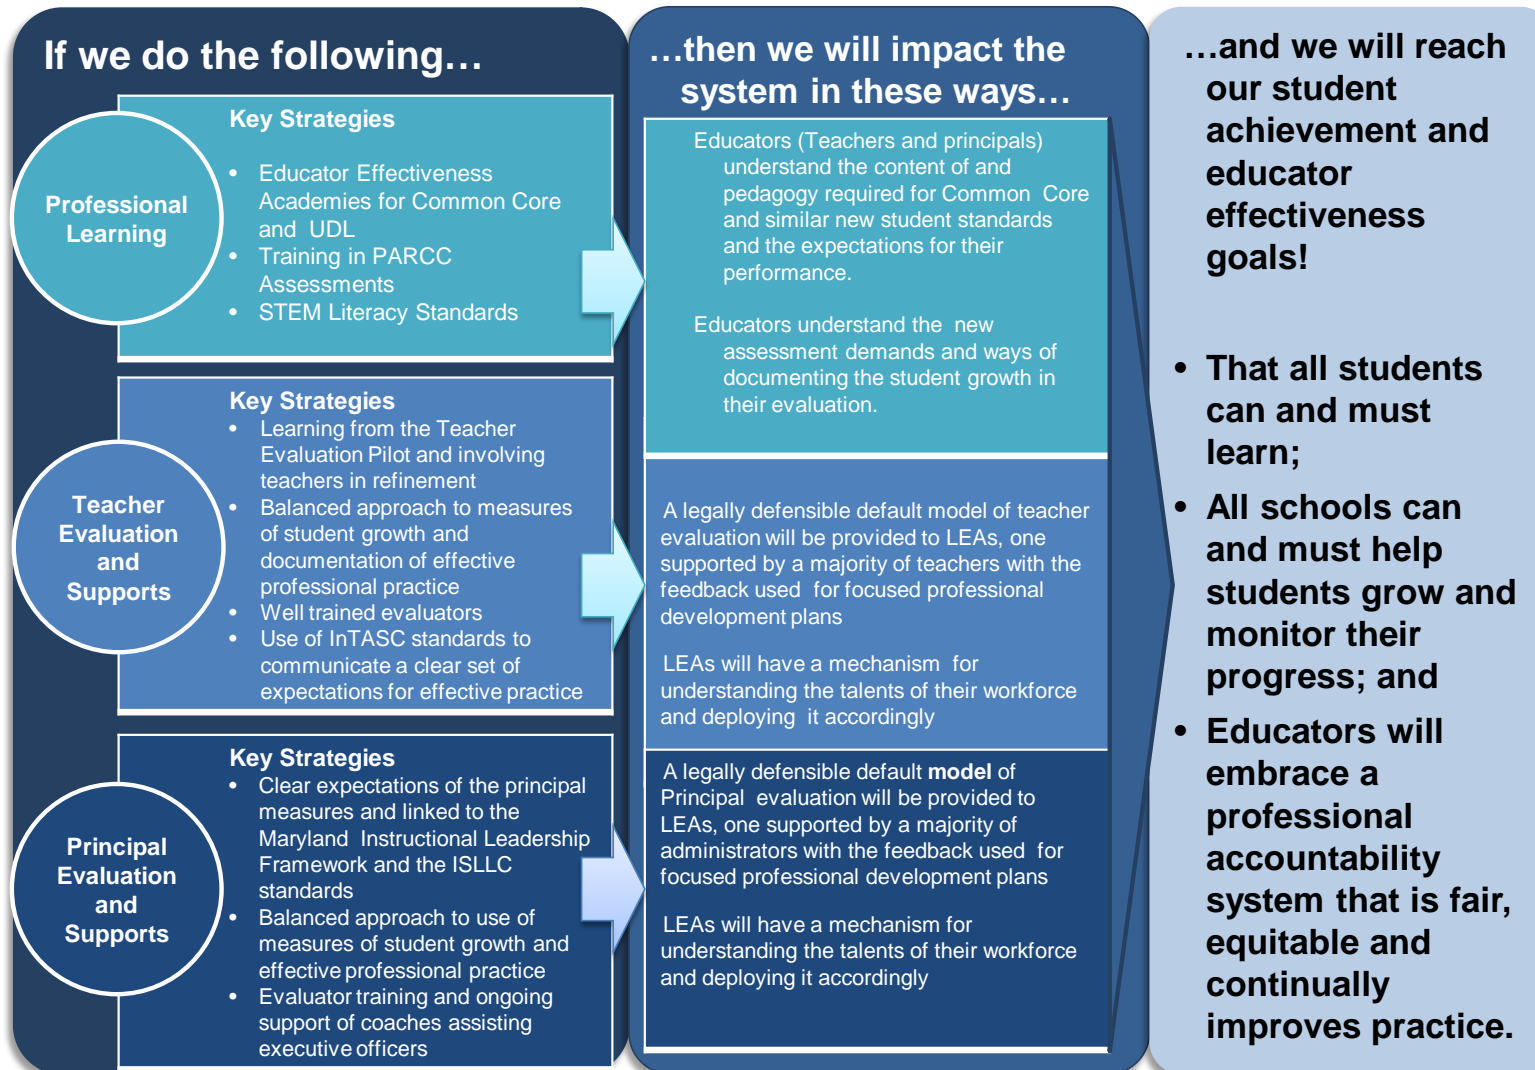 If we do the following…
Professional
Learning
Key Strategies
• Educator Effectiveness
Academies for Common Core
and UDL
• Training in PARCC
Assessments
• STEM Literacy Standards
Teacher
Evaluation
and
Supports
Key Strategies
• Learning from the Teacher
Evaluation Pilot and involving
teachers in refinement
• Balanced approach to measures
of student growth and
documentation of effective
professional practice
• Well trained evaluators
• Use of InTASC standards to
communicate a clear set of
expectations for effective practice
Principal
Evaluation
and
Supports
Key Strategies
• Clear expectations of the principal
measures and linked to the
Maryland Instructional Leadership
Framework and the ISLLC
standards
• Balanced approach to use of
measures of student growth and
effective professional practice
• Evaluator training and ongoing
support of coaches assisting
executive officers
…then we will impact the
system in these ways…
Educators (Teachers and principals)
understand the content of and
pedagogy required for Common Core
and similar new student standards
and the expectations for their
performance.
Educators understand the new
assessment demands and ways of
documenting the student growth in
their evaluation.
A legally defensible default model of teacher
evaluation will be provided to LEAs, one
supported by a majority of teachers with the
feedback used for focused professional
development plans
LEAs will have a mechanism for
understanding the talents of their workforce
and deploying it accordingly
A legally defensible default model of
Principal evaluation will be provided to
LEAs, one supported by a majority of
administrators with the feedback used for
focused professional development plans
LEAs will have a mechanism for
understanding the talents of their workforce
and deploying it accordingly
…and we will reach
our student
achievement and
educator
effectiveness
goals!
• That all students
can and must
learn;
• All schools can
and must help
students grow and
monitor their
progress; and
• Educators will
embrace a
professional
accountability
system that is fair,
equitable and
continually
improves practice.